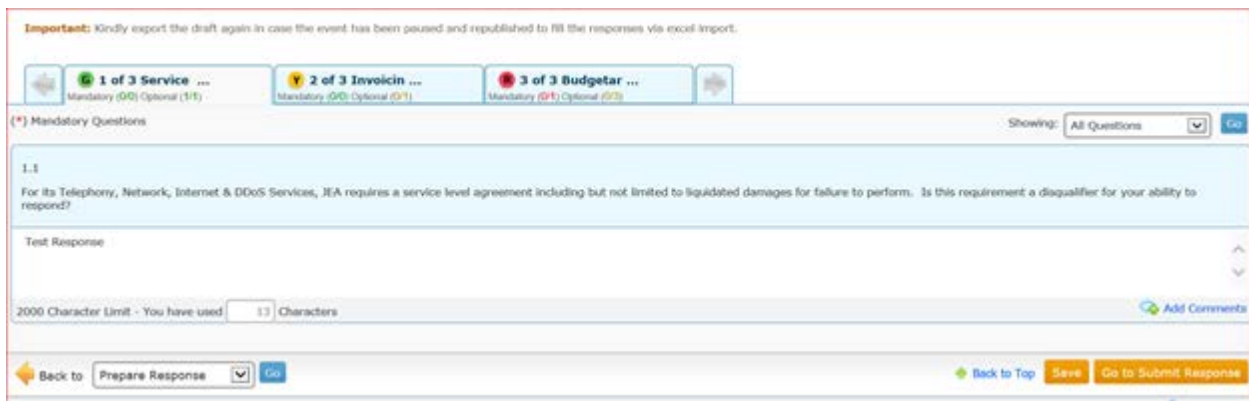 Important: Kindly export the draft again in case the event has been paused and republished to fill the responses via excel import.
G 1 of 3 Service ...
Mandatory (0/0) Optional (1/1)
Y 2 of 3 Invoicin ...
Mandatory (0/0) Optional (0/1)
R 3 of 3 Budgetar ...
Mandatory (0/1) Optional (0/3)
(*) Mandatory Questions
Showing: All Questions Go
1.1
For its Telephony, Network, Internet & DDoS Services, JEA requires a service level agreement including but not limited to liquidated damages for failure to perform. Is this requirement a disqualifier for your ability to
respond?
Test Response
2000 Character Limit - You have used 13 Characters
Add Comments
Back to Prepare Response Go
Back to Top Save Go to Submit Response